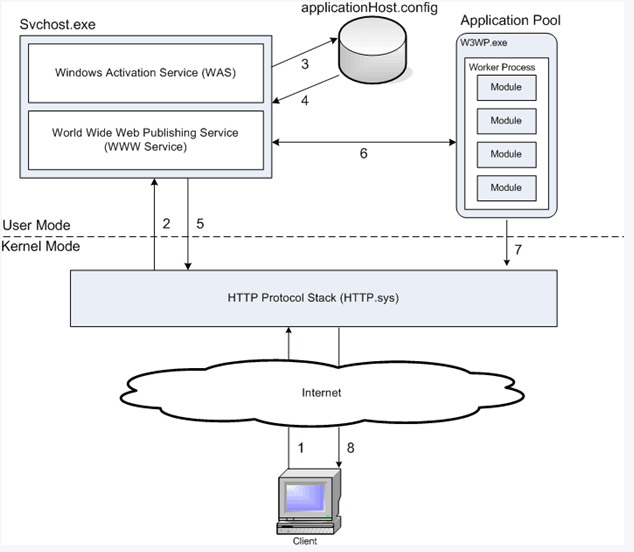 applicationHost.config
Svchost.exe
Application Pool
W3WP.exe
Windows Activation Service (WAS)
3
Worker Process
Module
4
World Wide Web Publishing Service
(WWW Service)
Module
6
Module
Module
User Mode
2
5
Kernel Mode
7
HTTP Protocol Stack (HTTP.sys)
Internet
1
8
Client